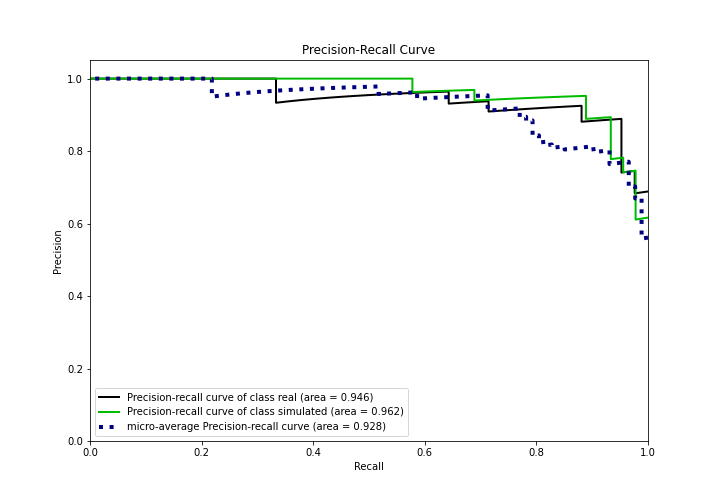 Precision-Recall Curve
1.0
0.8
0.6
0.4
0.2
0.0
Precision
Precision-recall curve of class real (area = 0.946)
Precision-recall curve of class simulated (area = 0.962)
micro-average Precision-recall curve (area = 0.928)
0.0 0.2 0.4 0.6 0.8 1.0
Recall